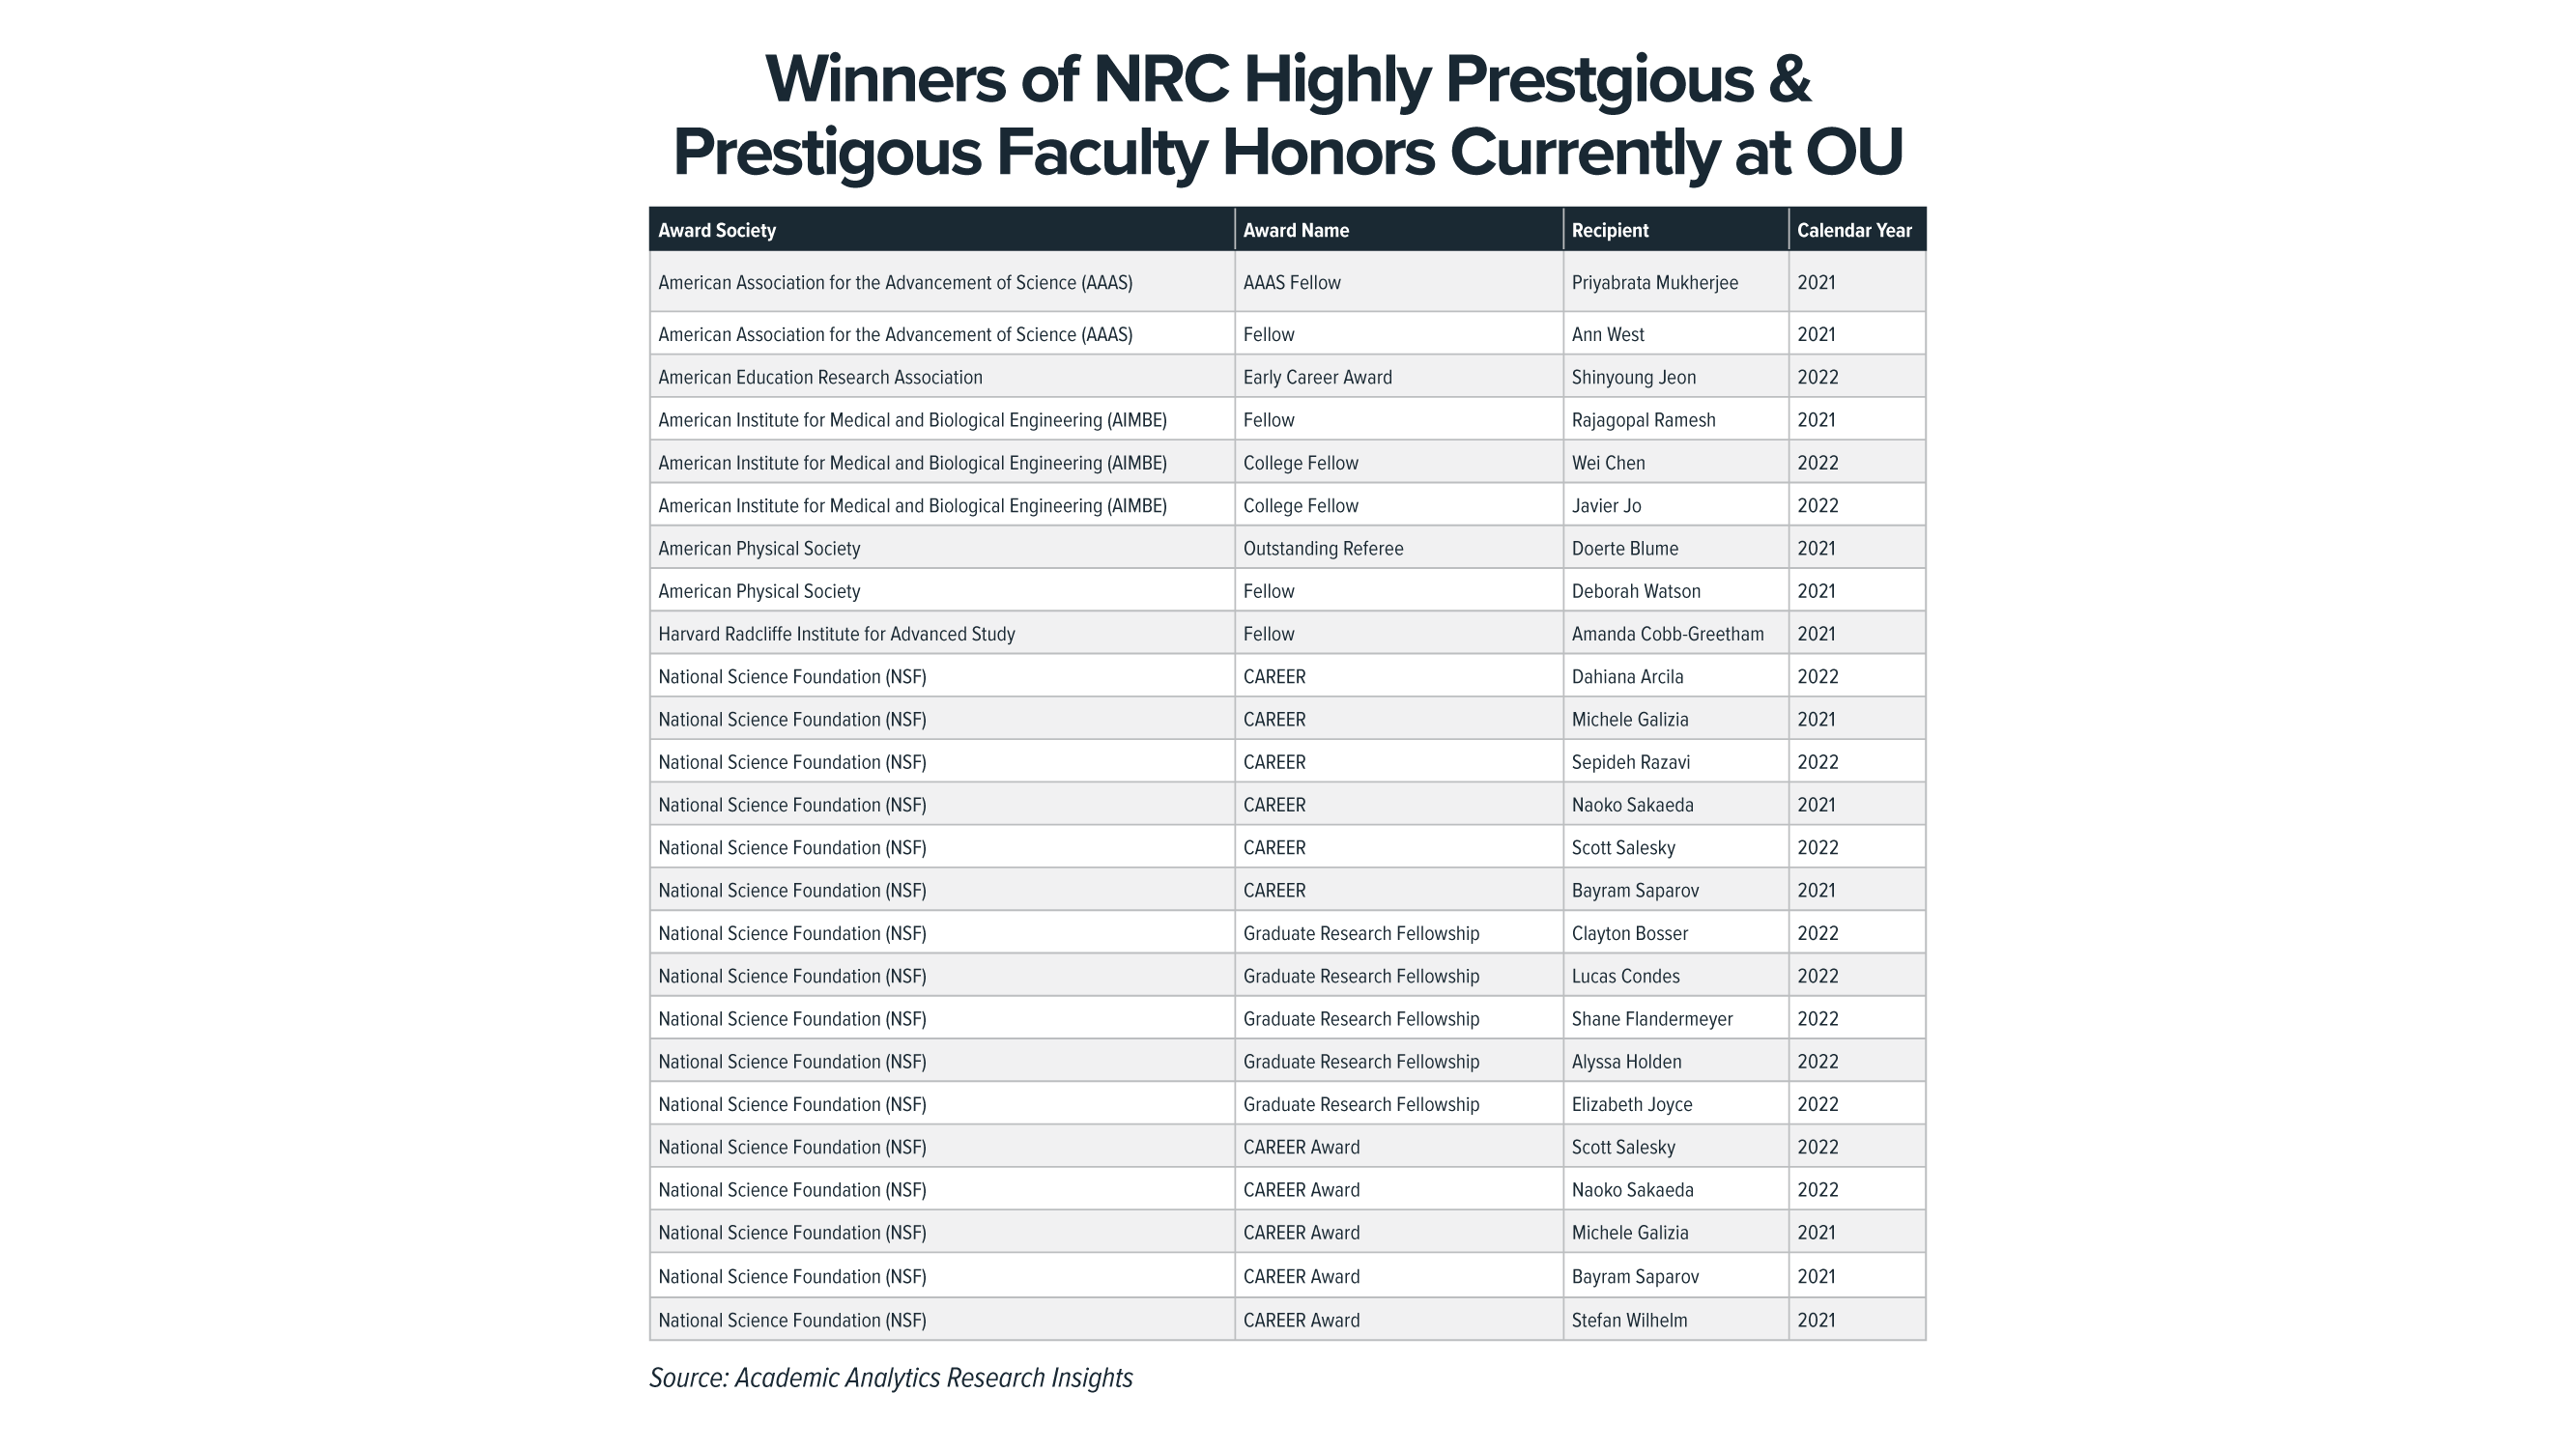 Winners of NRC Highly Prestgious &
Prestigous Faculty Honors Currently at OU
Award Society Award Name Recipient Calendar Year
American Association for the Advancement of Science (AAAS) AAAS Fellow Priyabrata Mukherjee 2021
American Association for the Advancement of Science (AAAS) Fellow Ann West 2021
American Education Research Association Early Career Award Shinyoung Jeon 2022
American Institute for Medical and Biological Engineering (AIMBE) Fellow Rajagopal Ramesh 2021
American Institute for Medical and Biological Engineering (AIMBE) College Fellow Wei Chen 2022
American Institute for Medical and Biological Engineering (AIMBE) College Fellow Javier Jo 2022
American Physical Society Outstanding Referee Doerte Blume 2021
American Physical Society Fellow Deborah Watson 2021
Harvard Radcliffe Institute for Advanced Study Fellow Amanda Cobb-Greetham 2021
National Science Foundation (NSF) CAREER Dahiana Arcila 2022
National Science Foundation (NSF) CAREER Michele Galizia 2021
National Science Foundation (NSF) CAREER Sepideh Razavi 2022
National Science Foundation (NSF) CAREER Naoko Sakaeda 2021
National Science Foundation (NSF) CAREER Scott Salesky 2022
National Science Foundation (NSF) CAREER Bayram Saparov 2021
National Science Foundation (NSF) Graduate Research Fellowship Clayton Bosser 2022
National Science Foundation (NSF) Graduate Research Fellowship Lucas Condes 2022
National Science Foundation (NSF) Graduate Research Fellowship Shane Flandermeyer 2022
National Science Foundation (NSF) Graduate Research Fellowship Alyssa Holden 2022
National Science Foundation (NSF) Graduate Research Fellowship Elizabeth Joyce 2022
National Science Foundation (NSF) CAREER Award Scott Salesky 2022
National Science Foundation (NSF) CAREER Award Naoko Sakaeda 2022
National Science Foundation (NSF) CAREER Award Michele Galizia 2021
National Science Foundation (NSF) CAREER Award Bayram Saparov 2021
National Science Foundation (NSF) CAREER Award Stefan Wilhelm 2021
Source: Academic Analytics Research Insights